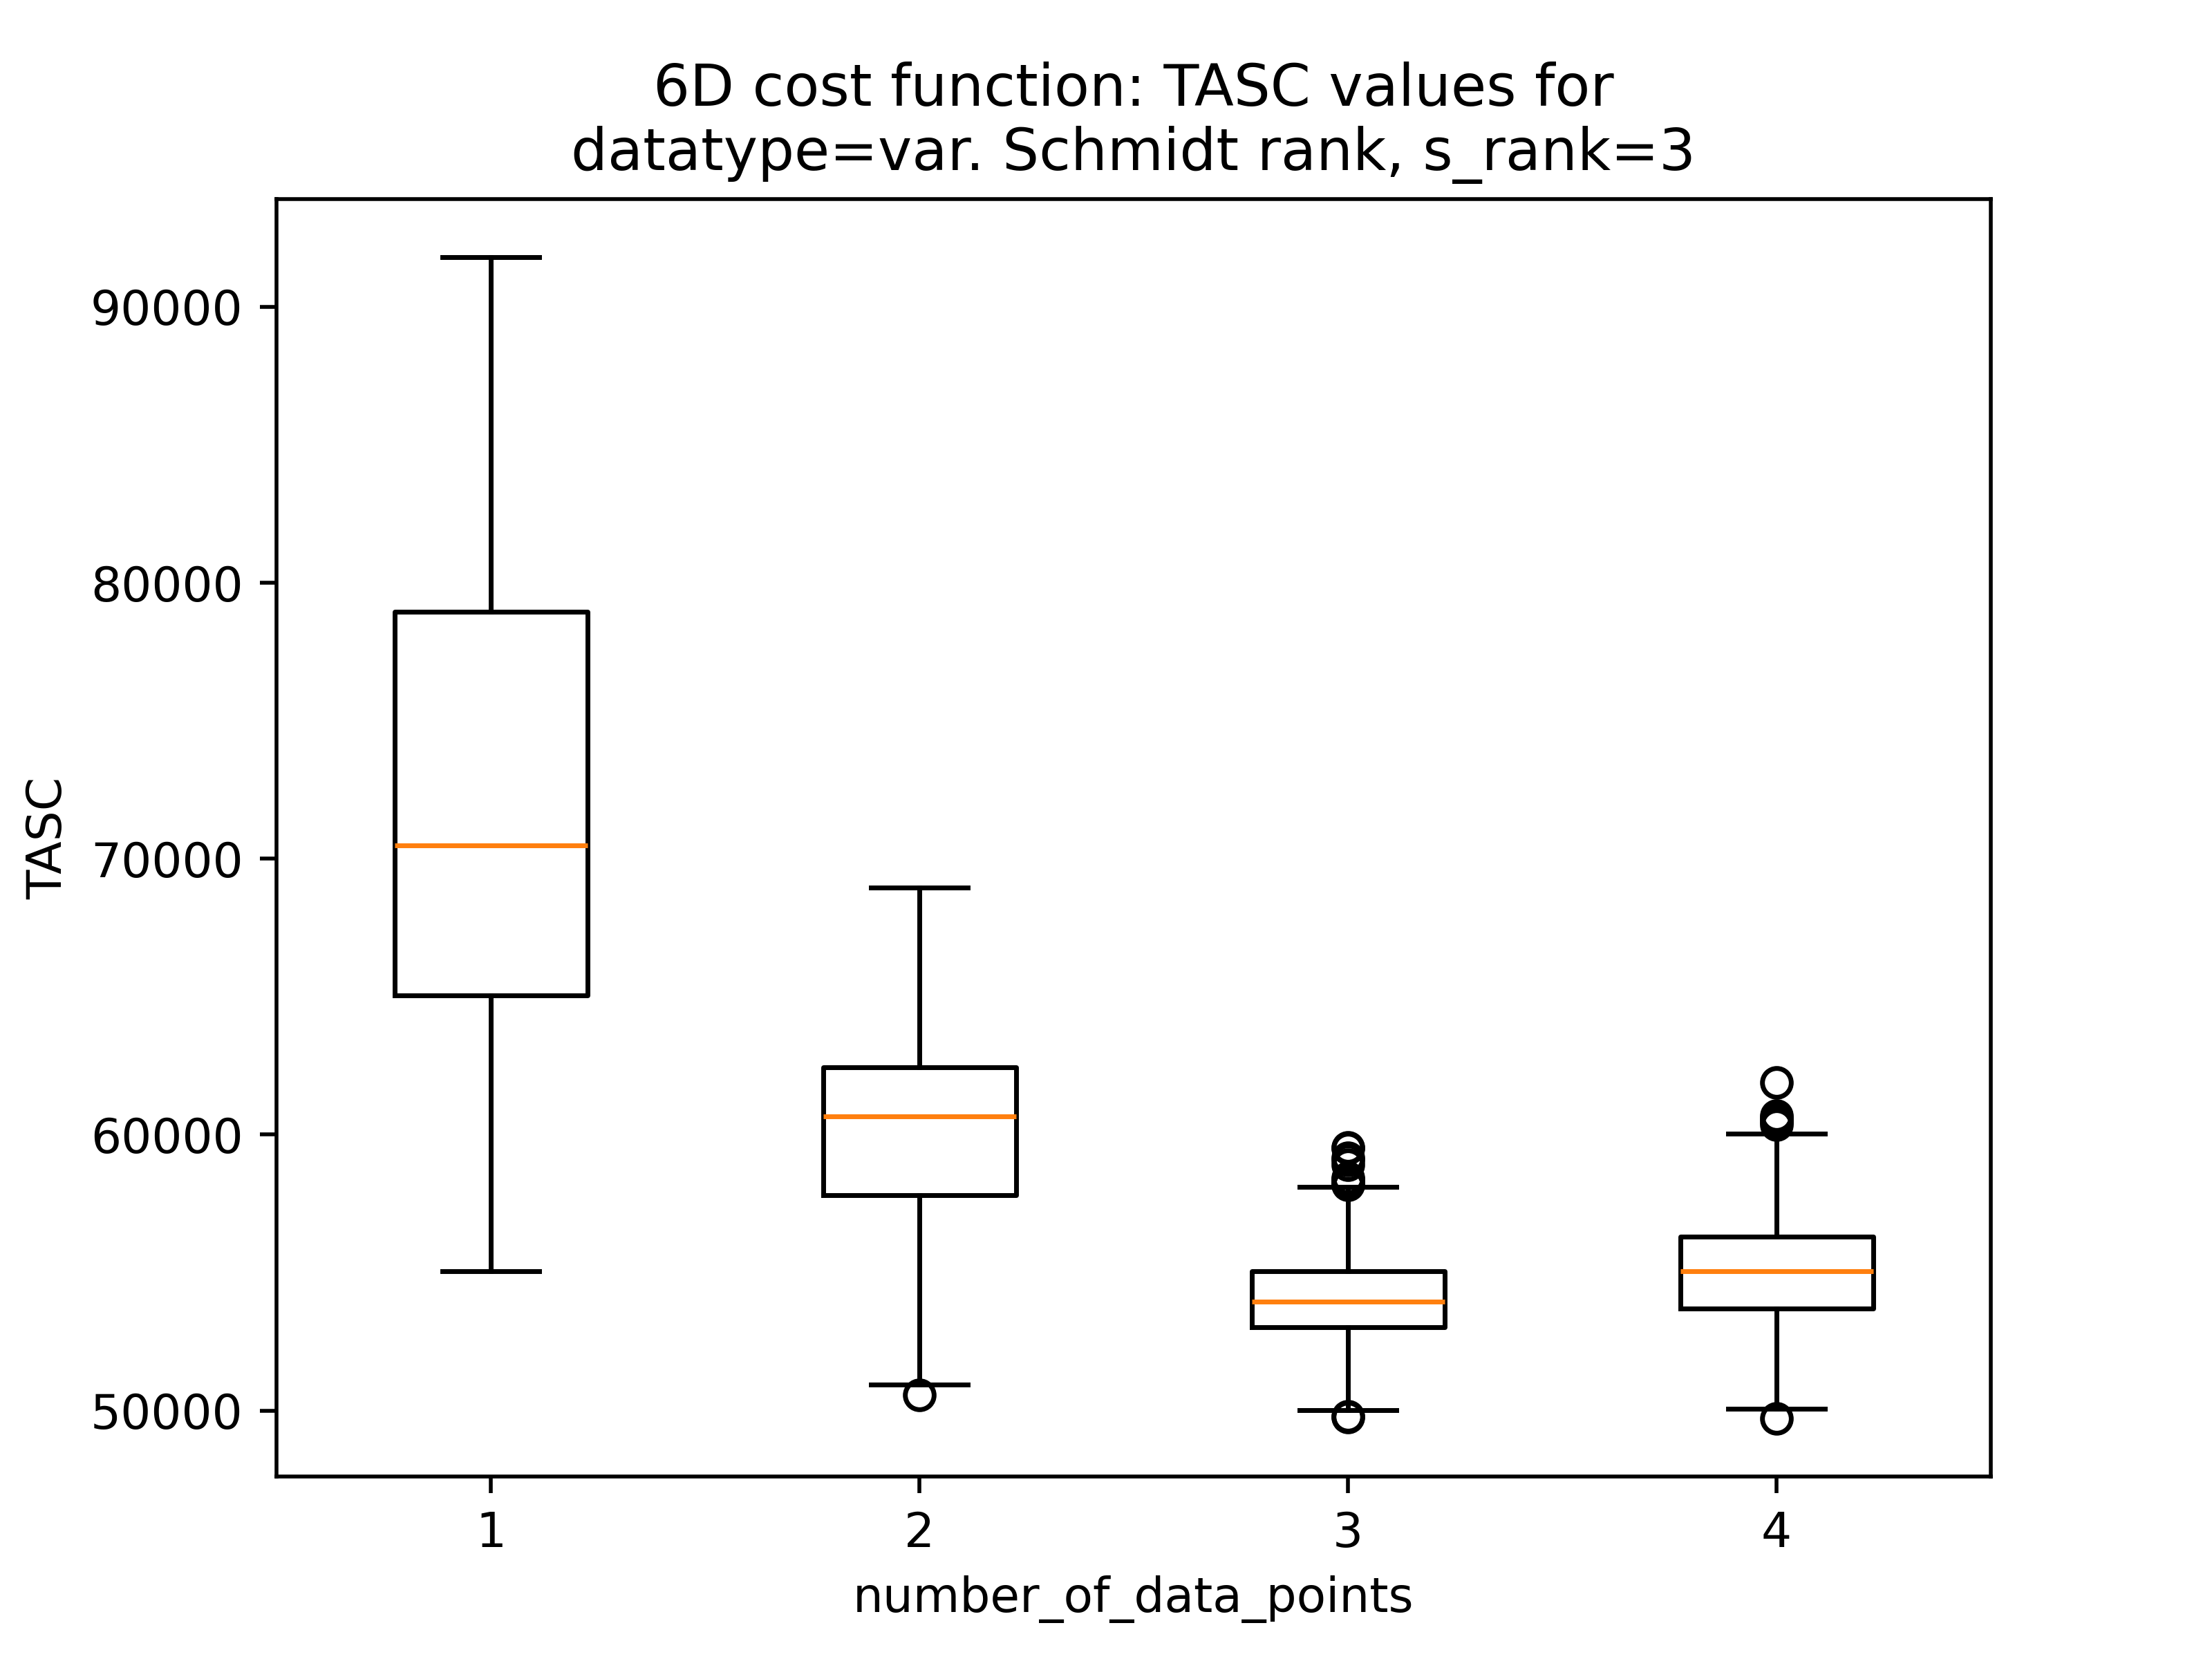 6D cost function: TASC values for
datatype=var. Schmidt rank, s_rank=3
TASC
90000
80000
70000
60000
50000
1 2 3 4
number_of_data_points